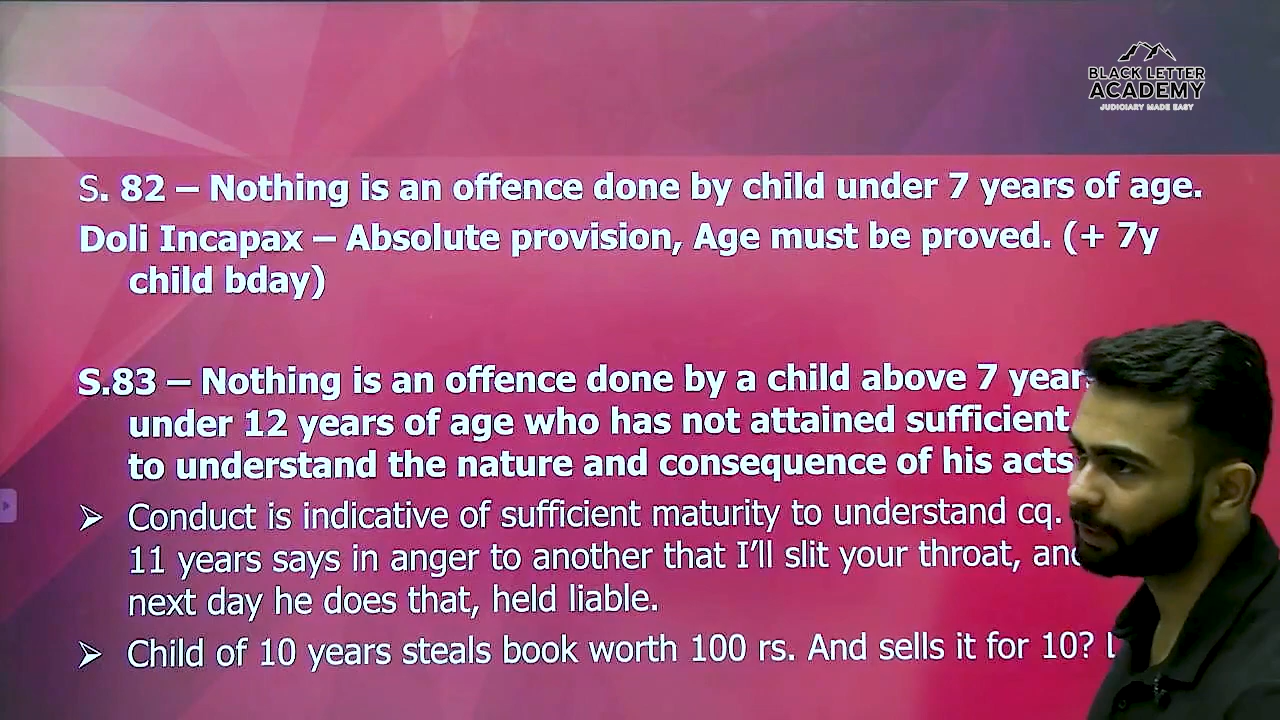 BLACK LETTER
ACADEMY
JUDICIARY MADE EASY
S. 82 – Nothing is an offence done by child under 7 years of age.
Doli Incapax – Absolute provision, Age must be proved. (+ 7y
child bday)
S.83 – Nothing is an offence done by a child above 7
under 12 years of age who has not attained sufficient
to understand the nature and consequence of his acts
➢ Conduct is indicative of sufficient maturity to understand cq.
11 years says in anger to another that I’ll slit your throat,
next day he does that, held liable.
➢ Child of 10 years steals book worth 100 rs. And sells it for 10?